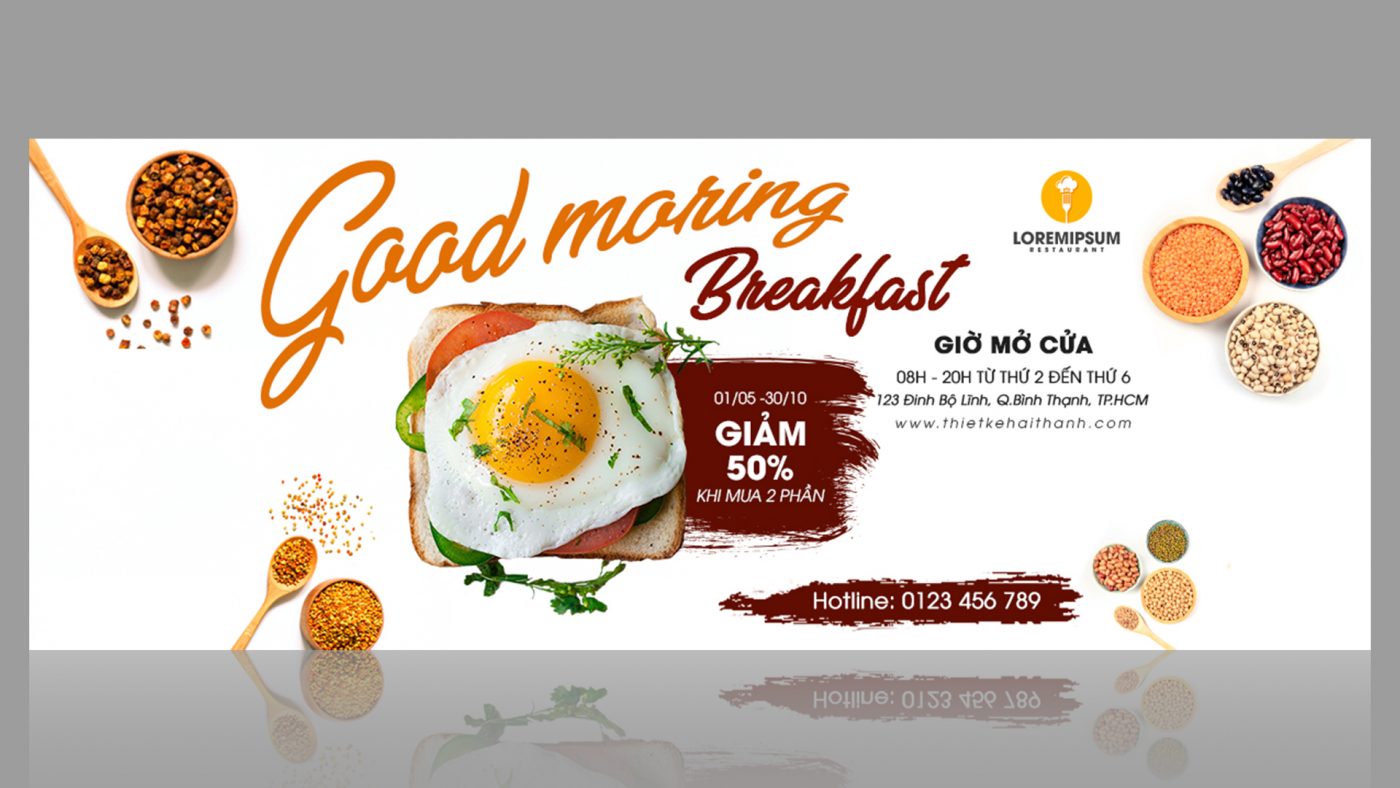 Good moring
Breakfast
LOREMIPSUM
RESTAURANT
GIỜ MỞ CỬA
08H - 20H TỪ THỨ 2 ĐẾN THỨ 6
123 Đinh Bộ Lĩnh, Q.Bình Thạnh, TP.HCM
www.thietkehaithanh.com
01/05 -30/10
GIẢM
50%
KHI MUA 2 PHẦN
Hotline: 0123 456 789